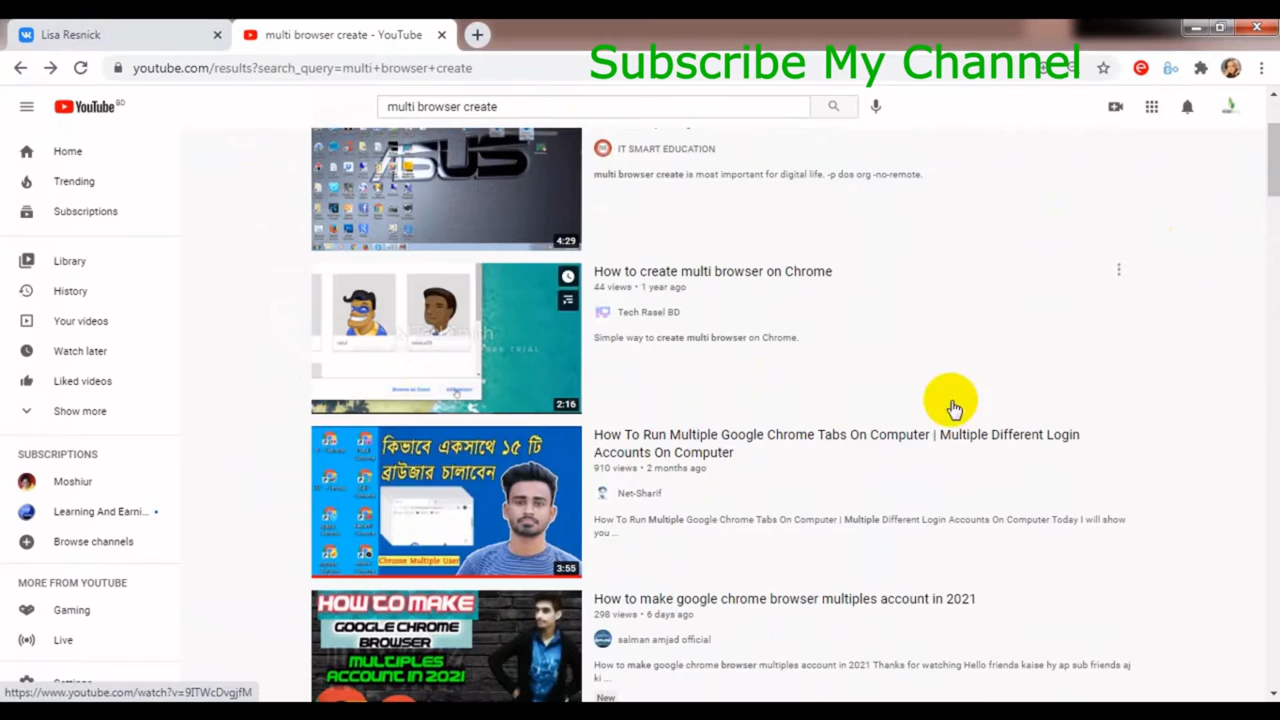 Lisa Resnick
multi browser create - YouTube
Subscribe My Channel
youtube.com/results?search_query=multi+browser+create
YouTube BD
multi browser create
Home
Trending
Subscriptions
Library
History
Your videos
Watch later
Liked videos
Show more
SUBSCRIPTIONS
Moshiur
Learning And Earni...
Browse channels
MORE FROM YOUTUBE
Gaming
Live
https://www.youtube.com/watch?v=9ITWcDvgjfM
ASUS
4:29
IT SMART EDUCATION
multi browser create is most important for digital life. -p dos org -no-remote.
2:16
How to create multi browser on Chrome
44 views • 1 year ago
Tech Rasel BD
Simple way to create multi browser on Chrome.
কিভাবে একসাথে ১৫ টি
ব্রাউজার চালাবেন
Chrome Multiple User
3:55
How To Run Multiple Google Chrome Tabs On Computer | Multiple Different Login
Accounts On Computer
910 views • 2 months ago
Net-Sharif
How To Run Multiple Google Chrome Tabs On Computer | Multiple Different Login Accounts On Computer Today I will show
you ...
HOW TO MAKE
GOOGLE CHROME
BROWSER
MULTIPLES
ACCOUNT IN 2021
How to make google chrome browser multiples account in 2021
298 views • 6 days ago
salman amjad official
How to make google chrome browser multiples account in 2021 Thanks for watching Hello friends kaise hy ap sub friends aj
ki ...
New